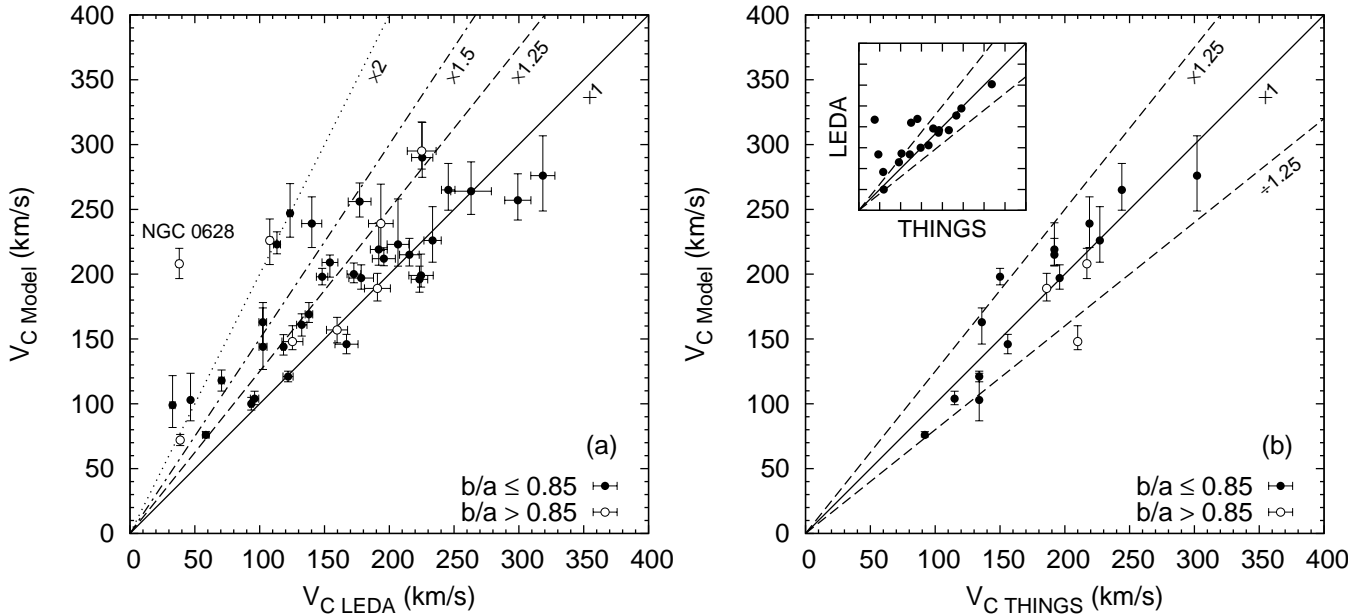 400
350
300
250
200
150
100
50
0
V_C Model (km/s)
NGC 0628
×2
×1.5
×1.25
×1
(a)
b/a ≤ 0.85
b/a > 0.85
0 50 100 150 200 250 300 350 400
V_C LEDA (km/s)
400
350
300
250
200
150
100
50
0
V_C Model (km/s)
LEDA
THINGS
×1.25
×1
÷1.25
(b)
b/a ≤ 0.85
b/a > 0.85
0 50 100 150 200 250 300 350 400
V_C THINGS (km/s)